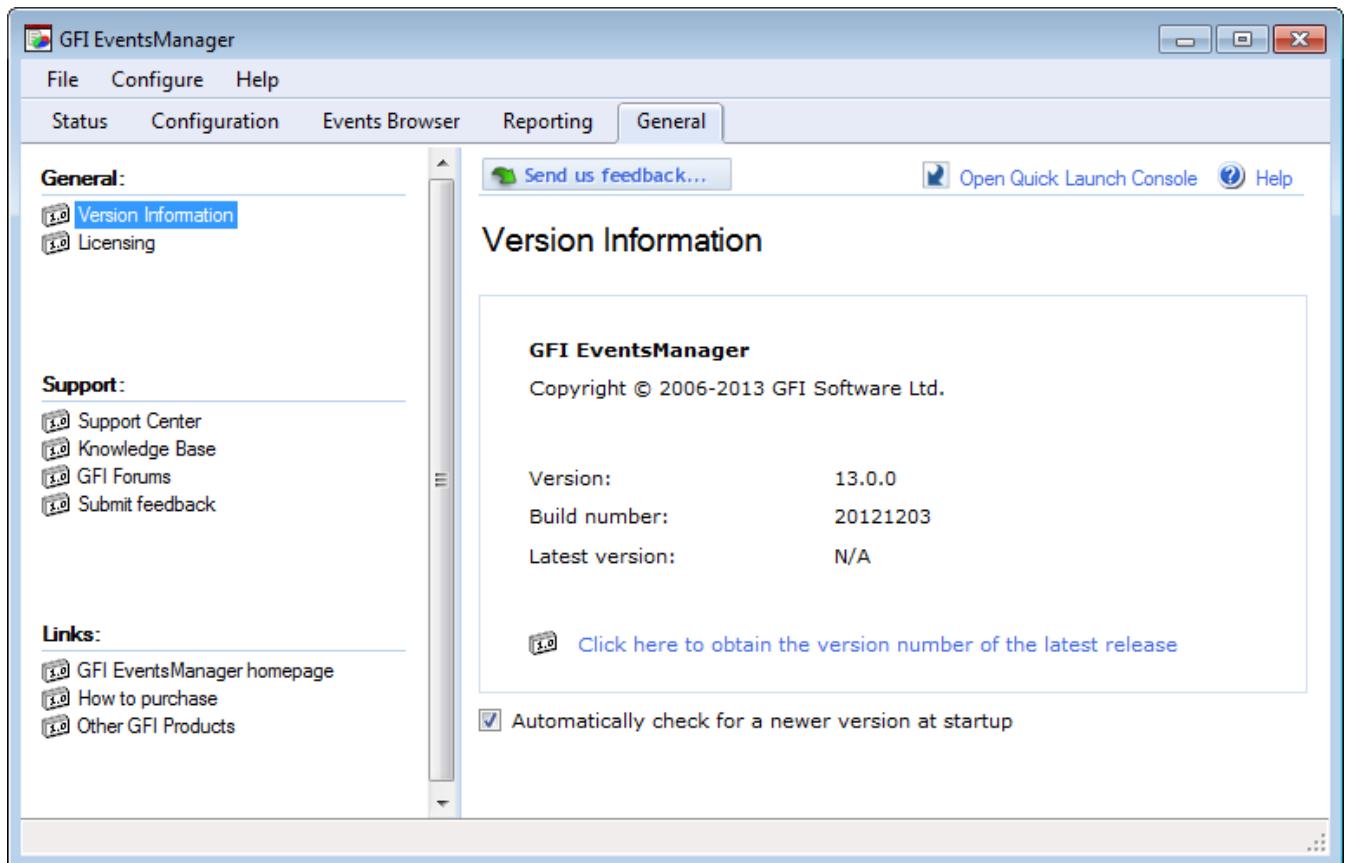 GFI EventsManager
File Configure Help
Status Configuration Events Browser Reporting General
General:
Version Information
Licensing
Support:
Support Center
Knowledge Base
GFI Forums
Submit feedback
Links:
GFI EventsManager homepage
How to purchase
Other GFI Products
Send us feedback... Open Quick Launch Console Help
Version Information
GFI EventsManager
Copyright © 2006-2013 GFI Software Ltd.
Version: 13.0.0
Build number: 20121203
Latest version: N/A
Click here to obtain the version number of the latest release
Automatically check for a newer version at startup